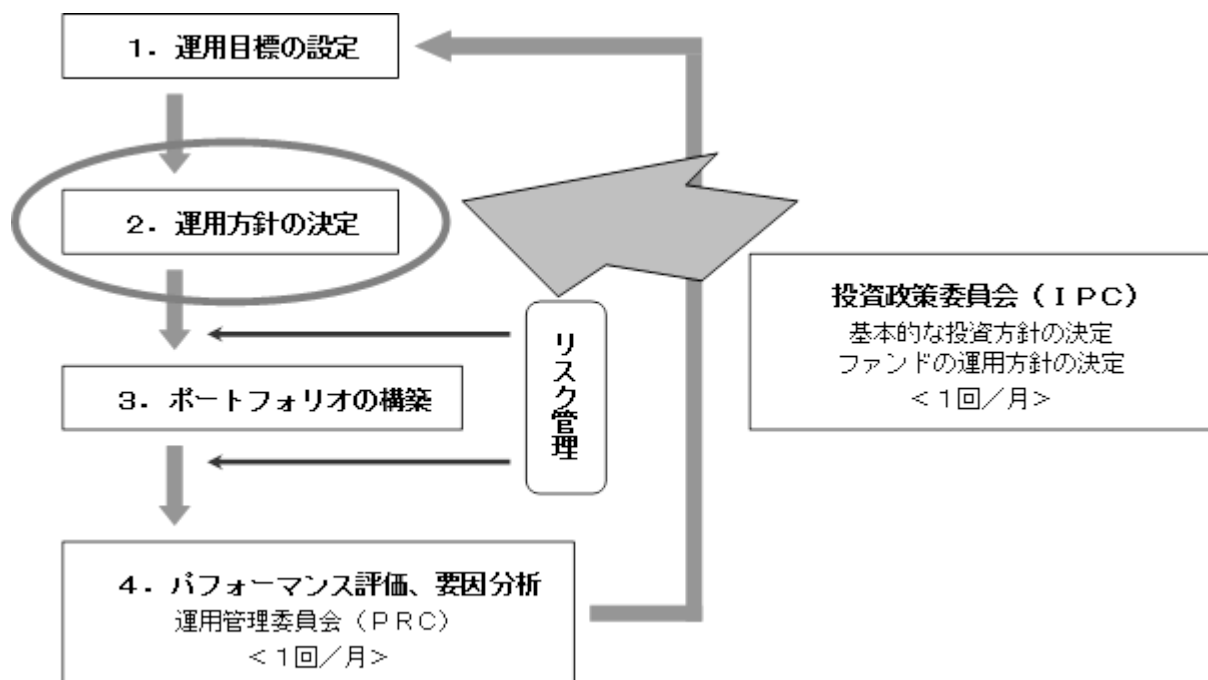 １．運用目標の設定
２．運用方針の決定
投資政策委員会（ＩＰＣ）
基本的な投資方針の決定
ファンドの運用方針の決定
＜１回／月＞
リスク管理
３．ポートフォリオの構築
４．パフォーマンス評価、要因分析
運用管理委員会（ＰＲＣ）
＜１回／月＞